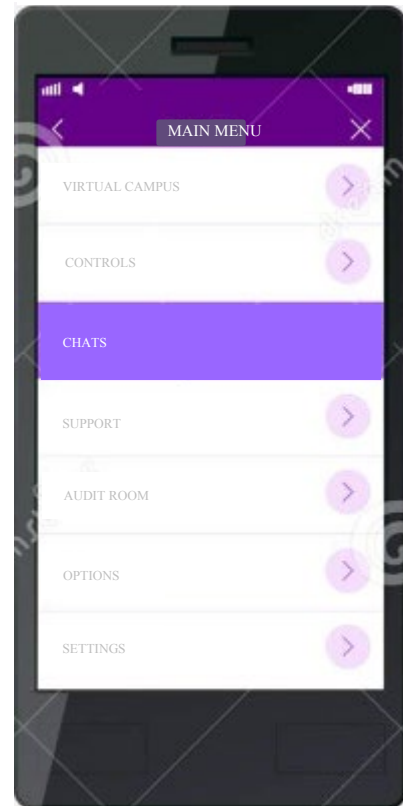 MAIN MENU
VIRTUAL CAMPUS
CONTROLS
CHATS
SUPPORT
AUDIT ROOM
OPTIONS
SETTINGS